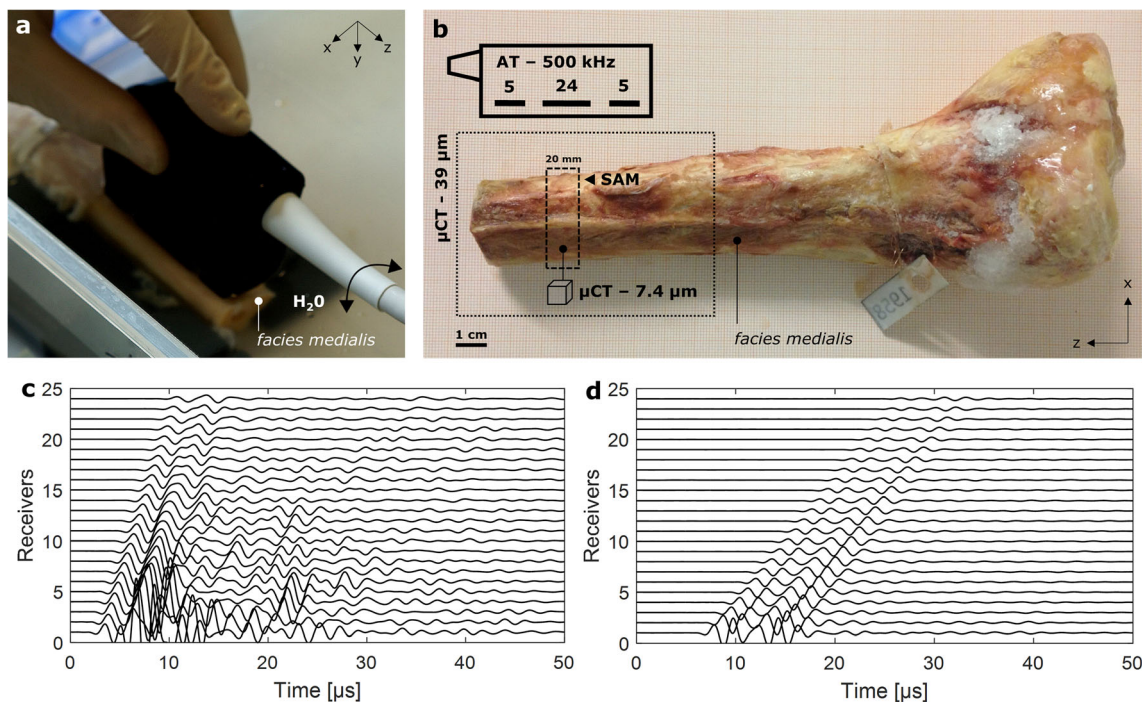 a
x
y
z
H₂0
facies medialis
b
AT – 500 kHz
5 24 5
µCT – 39 µm
20 mm
SAM
µCT – 7.4 µm
1 cm
facies medialis
x
z
c
Receivers
25
20
15
10
5
0
0 10 20 30 40 50
Time [µs]
d
Receivers
25
20
15
10
5
0
0 10 20 30 40 50
Time [µs]